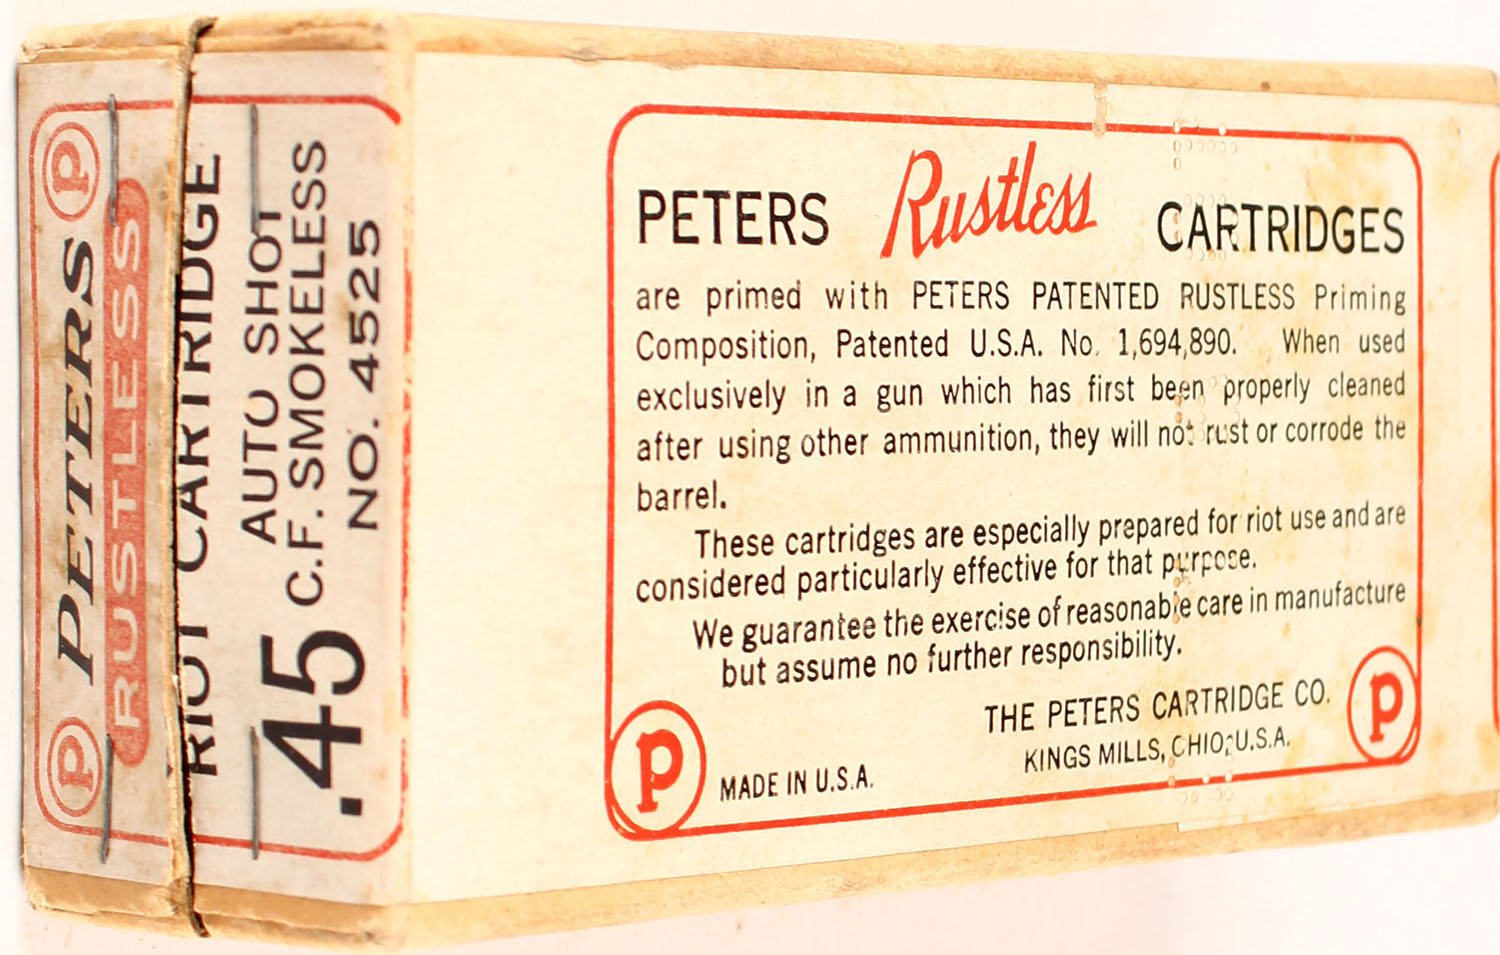 P PETERS P
RUSTLESS
RIOT CARTRIDGE
.45 AUTO SHOT
C.F. SMOKELESS
NO. 4525
PETERS Rustless CARTRIDGES
are primed with PETERS PATENTED RUSTLESS Priming
Composition, Patented U.S.A. No. 1,694,890. When used
exclusively in a gun which has first been properly cleaned
after using other ammunition, they will not rust or corrode the
barrel.
These cartridges are especially prepared for riot use and are
considered particularly effective for that purpose.
We guarantee the exercise of reasonable care in manufacture
but assume no further responsibility.
THE PETERS CARTRIDGE CO.
KINGS MILLS, OHIO, U.S.A.
P MADE IN U.S.A. P